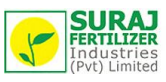 SURAJ
FERTILIZER
Industries
(Pvt) Limited